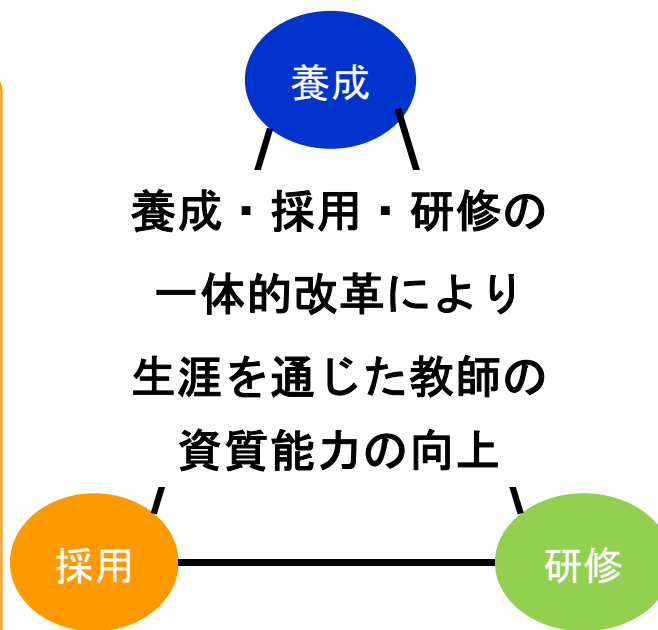 養成
養成・採用・研修の
一体的改革により
生涯を通じた教師の
資質能力の向上
採用
研修